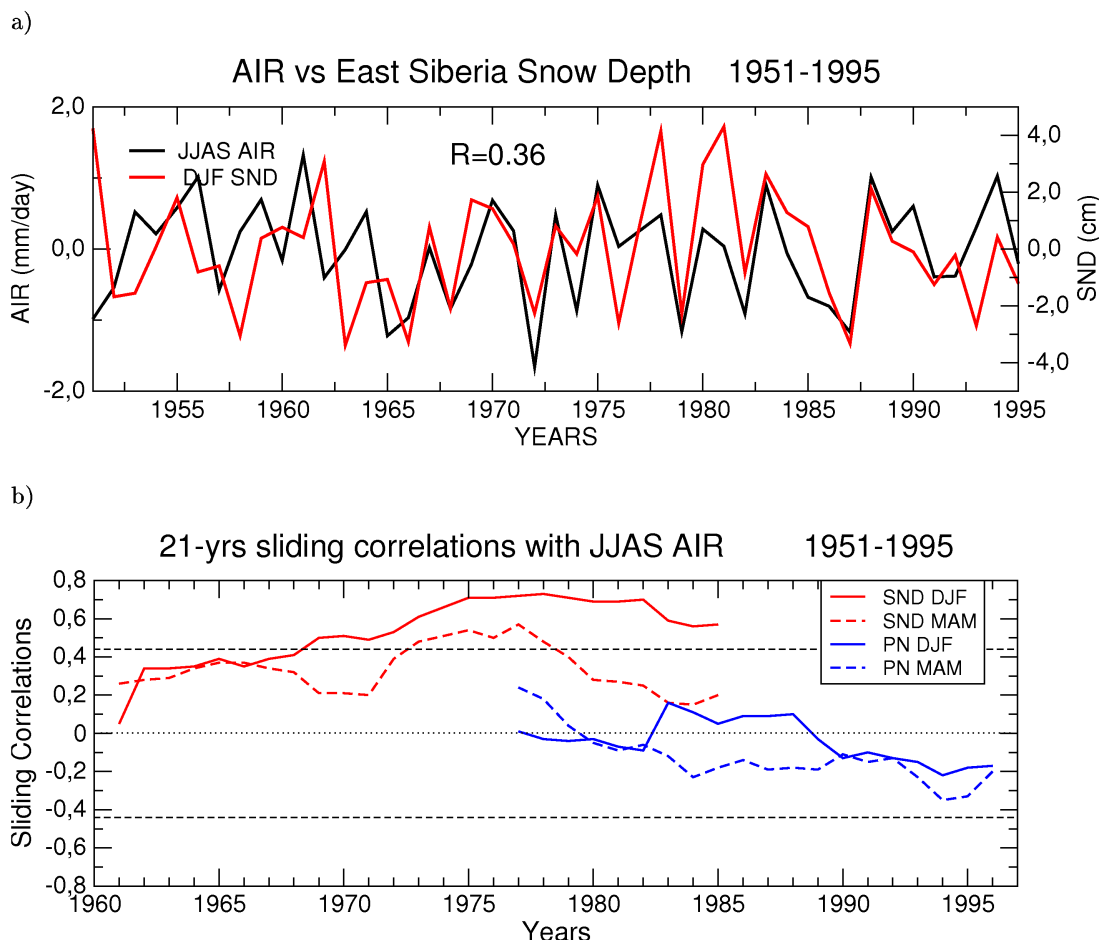 a)
AIR vs East Siberia Snow Depth 1951-1995
2,0
1,0
0,0
-1,0
-2,0
AIR (mm/day)
JJAS AIR
DJF SND
R=0.36
4,0
2,0
0,0
-2,0
-4,0
SND (cm)
1955 1960 1965 1970 1975 1980 1985 1990 1995
YEARS
b)
21-yrs sliding correlations with JJAS AIR 1951-1995
0,8
0,6
0,4
0,2
0
-0,2
-0,4
-0,6
-0,8
Sliding Correlations
SND DJF
SND MAM
PN DJF
PN MAM
1960 1965 1970 1975 1980 1985 1990 1995
Years